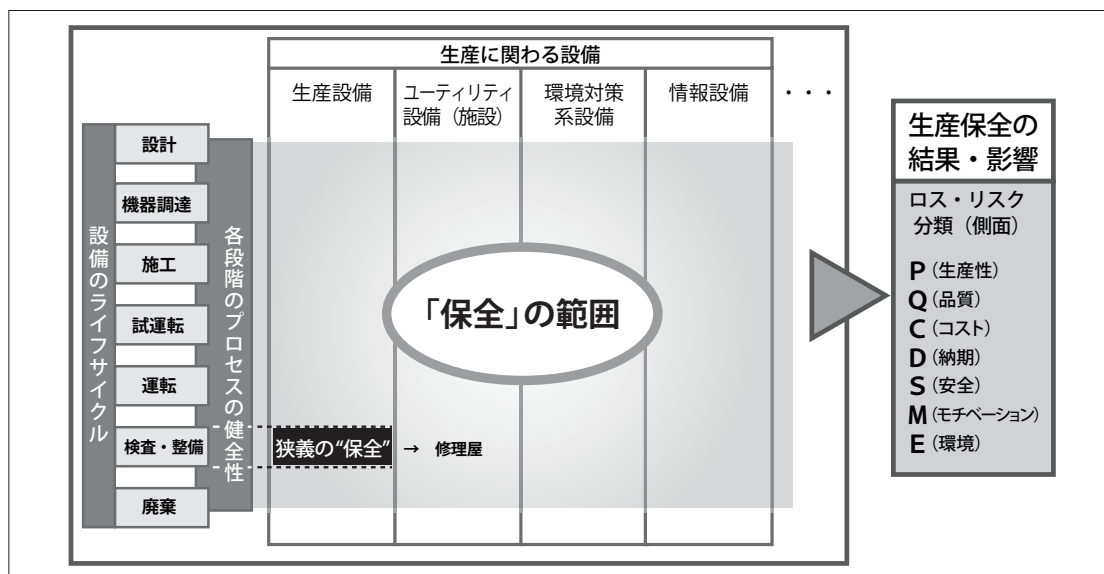 生産に関わる設備
生産設備
ユーティリティ
設備（施設）
環境対策
系設備
情報設備
・・・
設備のライフサイクル
設計
機器調達
施工
試運転
運転
検査・整備
廃棄
各段階のプロセスの健全性
「保全」の範囲
狭義の“保全” → 修理屋
生産保全の
結果・影響
ロス・リスク
分類（側面）
P（生産性）
Q（品質）
C（コスト）
D（納期）
S（安全）
M（モチベーション）
E（環境）